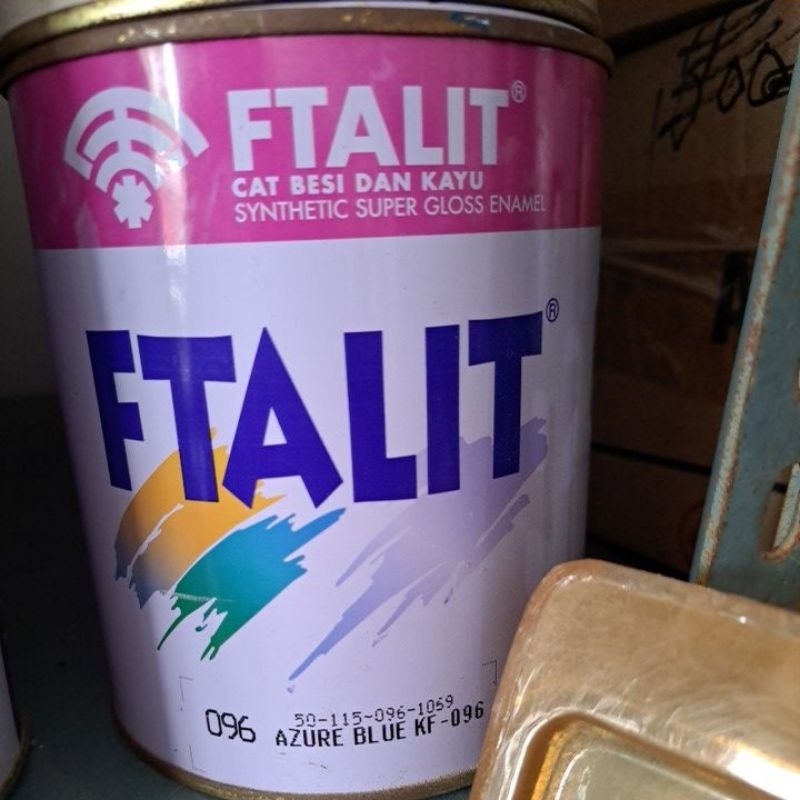 FTALIT®
CAT BESI DAN KAYU
SYNTHETIC SUPER GLOSS ENAMEL
FTALIT®
50-115-096-1069
096 AZURE BLUE KF-096